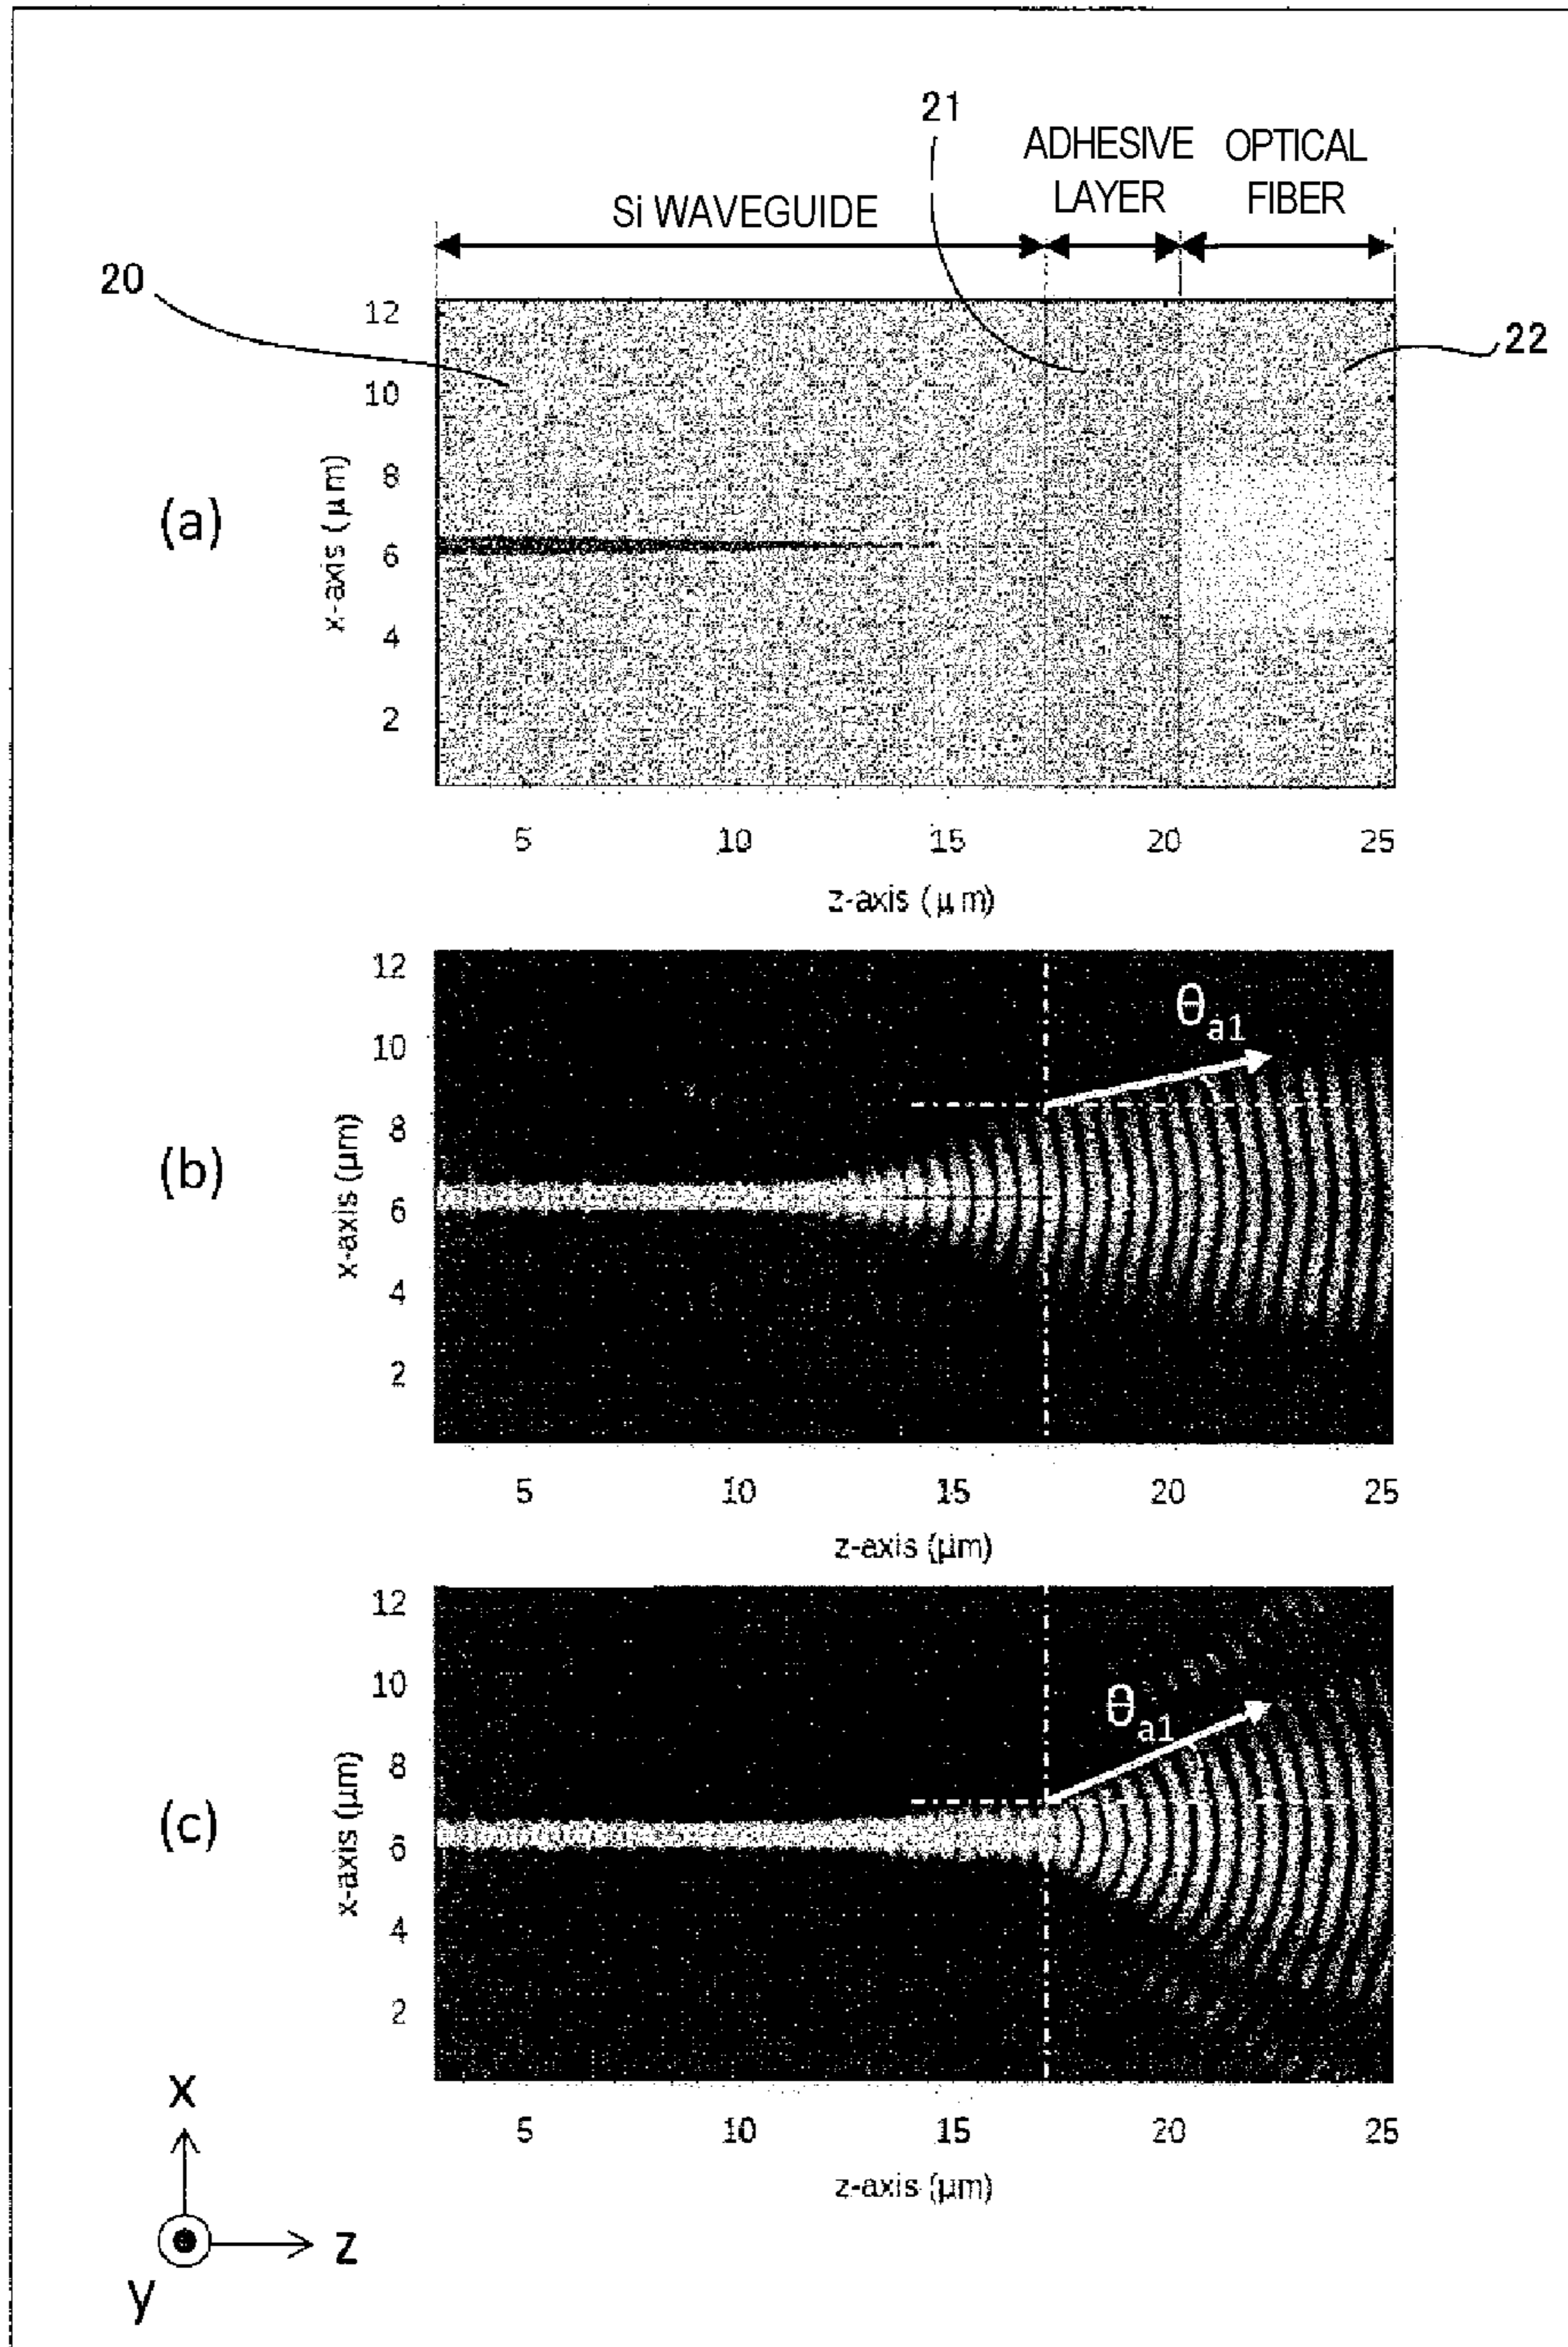 21
ADHESIVE OPTICAL
LAYER FIBER
Si WAVEGUIDE
20
22
12
10
8
6
4
2
x-axis (μm)
(a)
5 10 15 20 25
z-axis (μm)
12
10
8
6
4
2
x-axis (μm)
(b)
θa1
5 10 15 20 25
z-axis (μm)
12
10
8
6
4
2
x-axis (μm)
(c)
θa1
5 10 15 20 25
z-axis (μm)
x
z
y